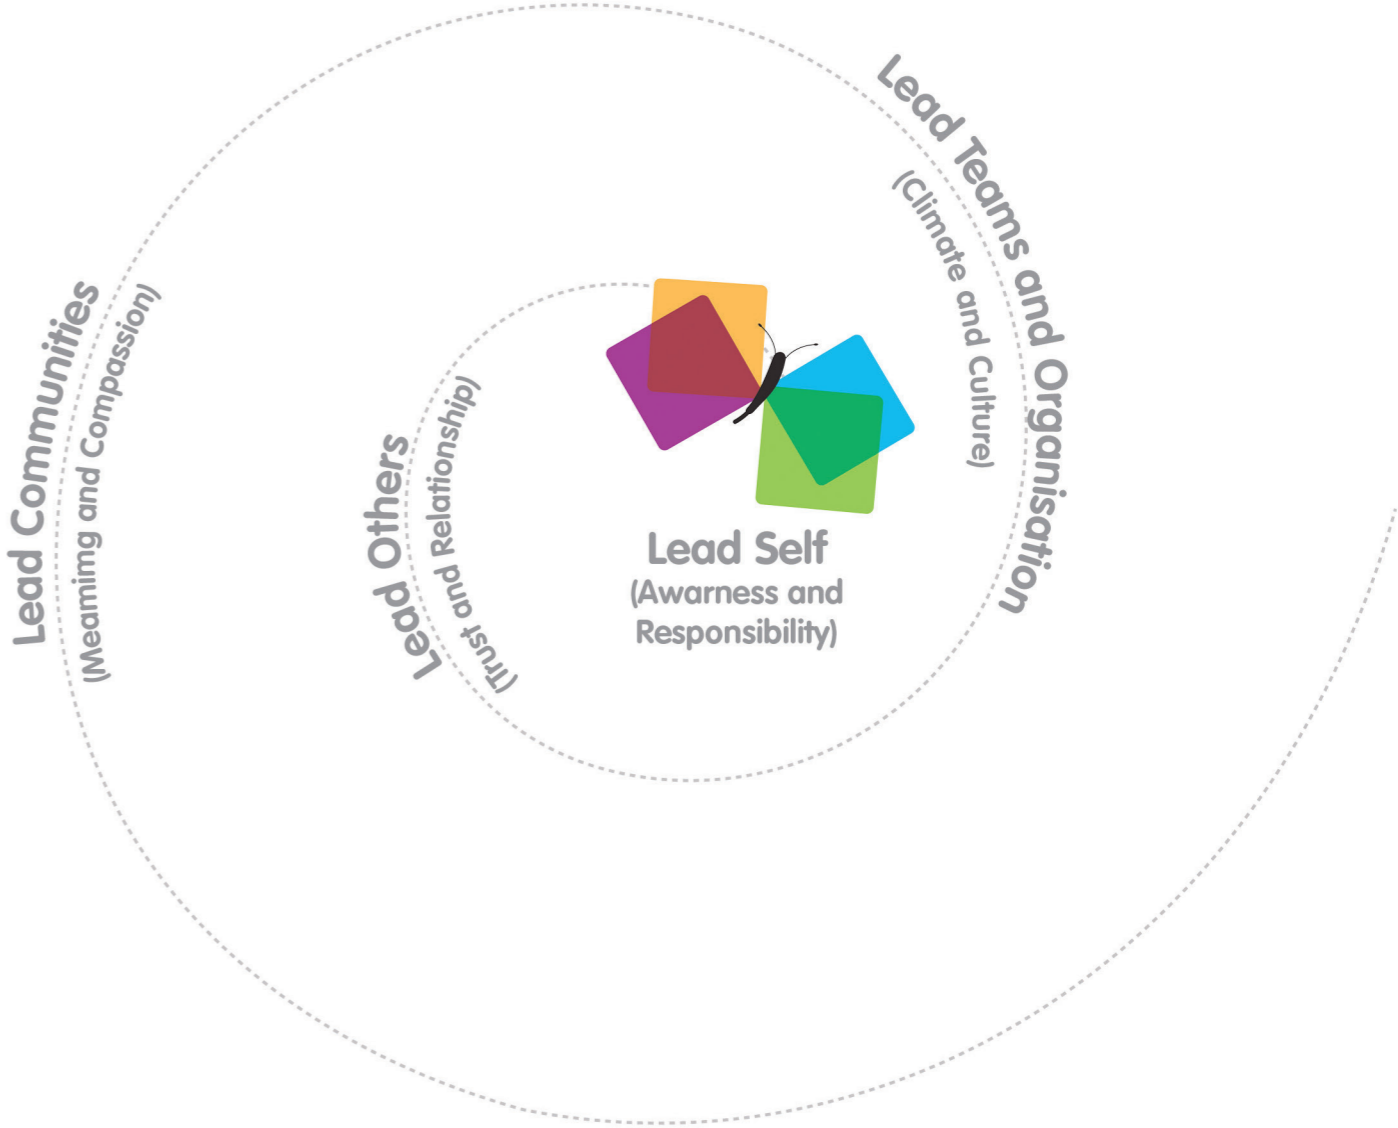 Lead Self
(Awarness and
Responsibility)
Lead Others
(Trust and Relationship)
Lead Teams and Organisation
(Climate and Culture)
Lead Communities
(Meamimg and Compassion)